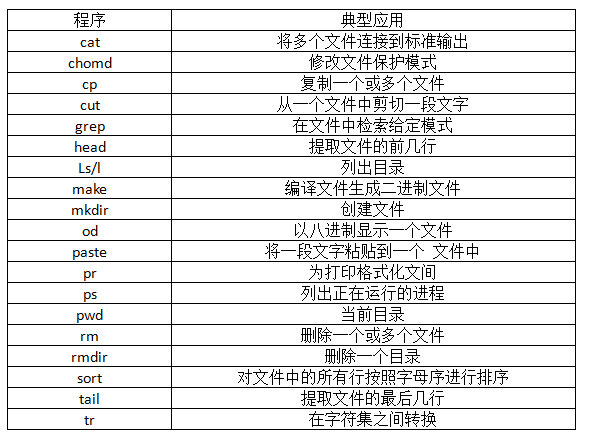 程序 典型应用
cat 将多个文件连接到标准输出
chomd 修改文件保护模式
cp 复制一个或多个文件
cut 从一个文件中剪切一段文字
grep 在文件中检索给定模式
head 提取文件的前几行
Ls/l 列出目录
make 编译文件生成二进制文件
mkdir 创建文件
od 以八进制显示一个文件
paste 将一段文字粘贴到一个 文件中
pr 为打印格式化文间
ps 列出正在运行的进程
pwd 当前目录
rm 删除一个或多个文件
rmdir 删除一个目录
sort 对文件中的所有行按照字母序进行排序
tail 提取文件的最后几行
tr 在字符集之间转换